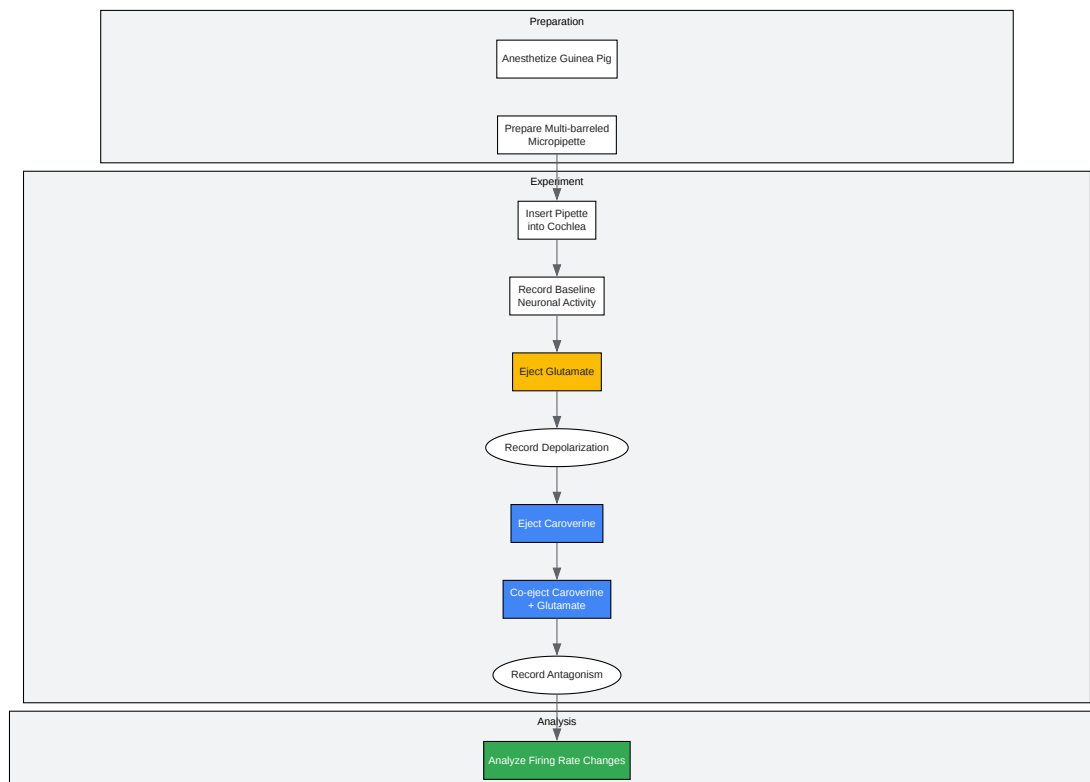 Preparation
Anesthetize Guinea Pig
Prepare Multi-barreled
Micropipette
Experiment
Insert Pipette
into Cochlea
Record Baseline
Neuronal Activity
Eject Glutamate
Record Depolarization
Eject Caroverine
Co-eject Caroverine
+ Glutamate
Record Antagonism
Analysis
Analyze Firing Rate Changes